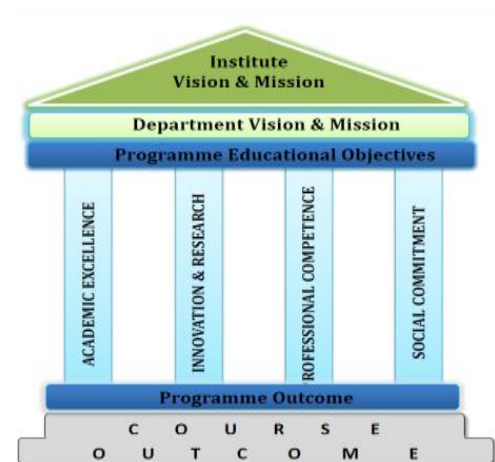 Institute
Vision & Mission
Department Vision & Mission
Programme Educational Objectives
ACADEMIC EXCELLENCE
INNOVATION & RESEARCH
PROFESSIONAL COMPETENCE
SOCIAL COMMITMENT
Programme Outcome
C O U R S E
O U T C O M E